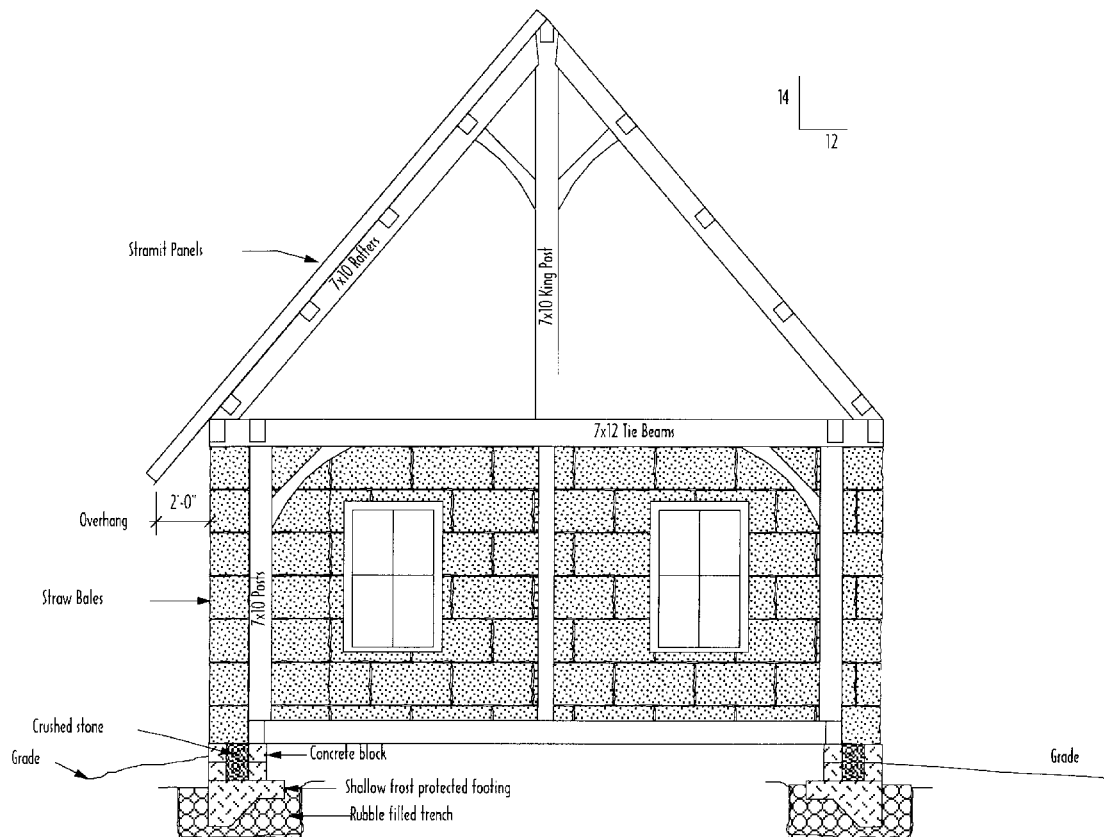 14
12
Stramit Panels
7x10 Rafters
7x10 King Post
7x12 Tie Beams
2'-0"
Overhang
7x10 Posts
Straw Bales
Crushed stone
Grade
Concrete block
Grade
Shallow frost protected footing
Rubble filled trench